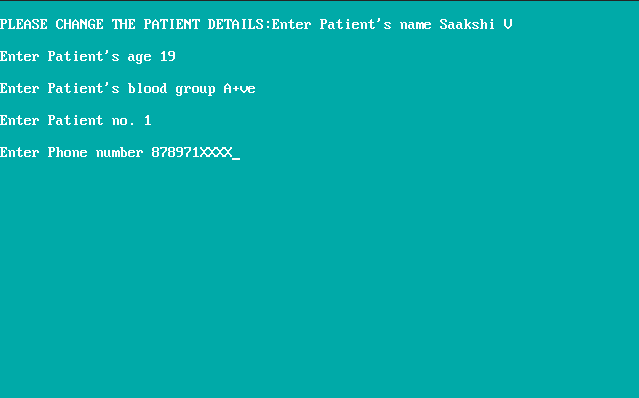 PLEASE CHANGE THE PATIENT DETAILS:Enter Patient's name Saakshi V
Enter Patient's age 19
Enter Patient's blood group A+ve
Enter Patient no. 1
Enter Phone number 878971XXXX_